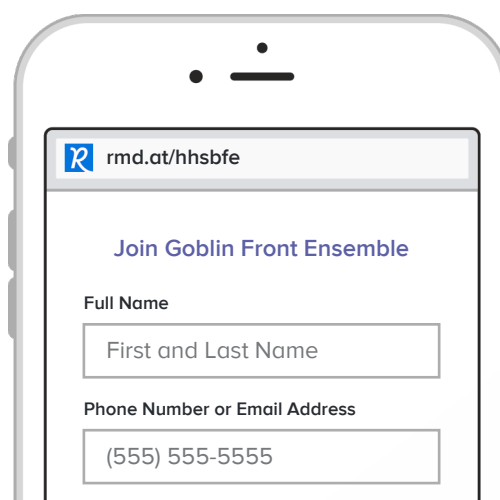 rmd.at/hhsbfe
Join Goblin Front Ensemble
Full Name
First and Last Name
Phone Number or Email Address
(555) 555-5555